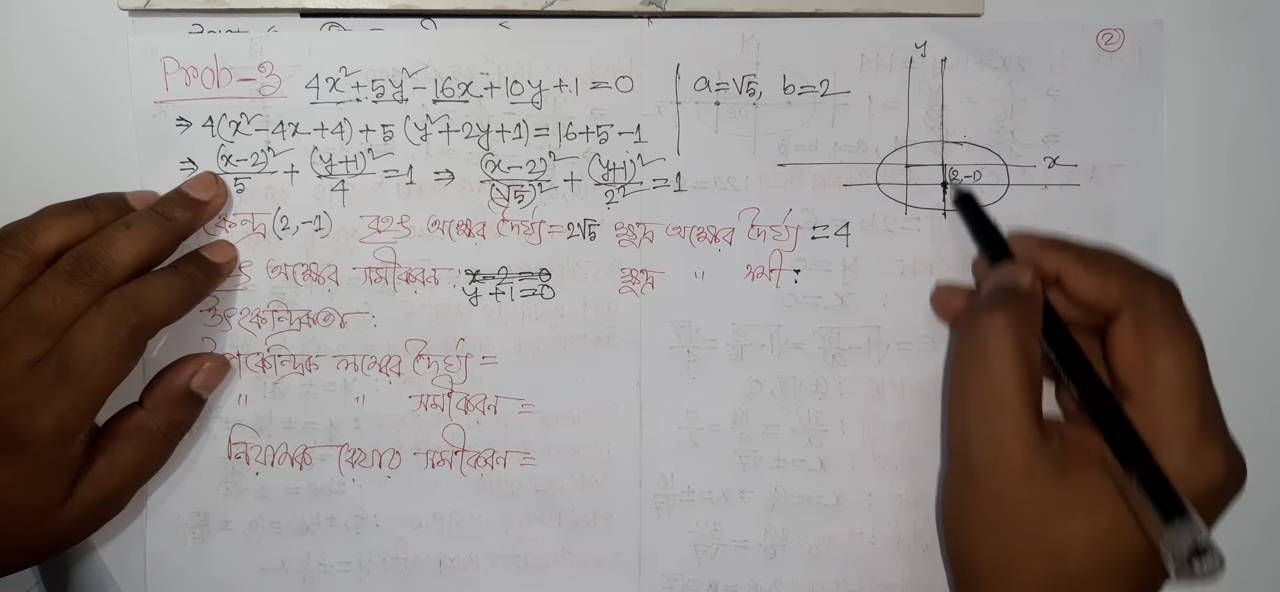 ②
Prob-3 4x²+5y²-16x+10y+1=0 | a=√5, b=2
⇒ 4(x²-4x+4)+5(y²+2y+1)=16+5-1
⇒ (x-2)²/5 + (y+1)²/4 = 1 ⇒ (x-2)²/(√5)² + (y+1)²/2² = 1
কেন্দ্র (2,-1) বৃহৎ অক্ষের দৈর্ঘ্য=2√5 ক্ষুদ্র অক্ষের দৈর্ঘ্য = 4
অক্ষের সমীকরণ: x-2=0 ক্ষুদ্র " সমী:
y+1=0
উৎকেন্দ্রিকতা:
উপকেন্দ্রিক লম্বের দৈর্ঘ্য =
" " সমীকরণ =
নিয়ামক রেখার সমীকরণ=
y
x
(2,-1)